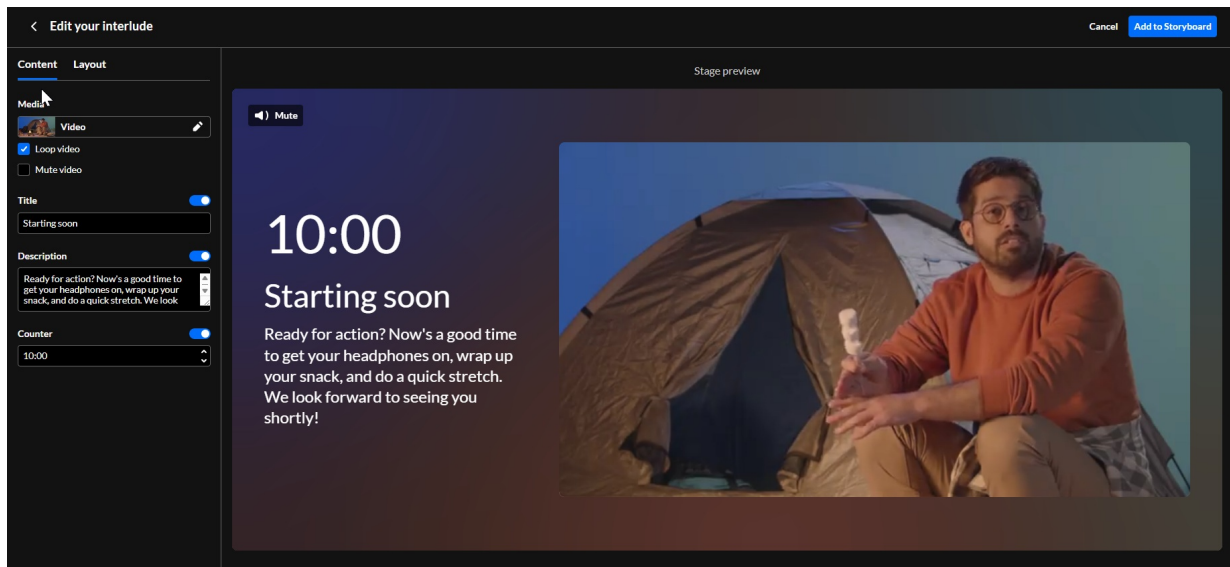 Edit your interlude
Cancel
Add to Storyboard
Content
Layout
Stage preview
Media
Video
Loop video
Mute video
Title
Starting soon
Description
Ready for action? Now's a good time to
get your headphones on, wrap up your
snack, and do a quick stretch. We look
Counter
10:00
Mute
10:00
Starting soon
Ready for action? Now's a good time
to get your headphones on, wrap up
your snack, and do a quick stretch.
We look forward to seeing you
shortly!